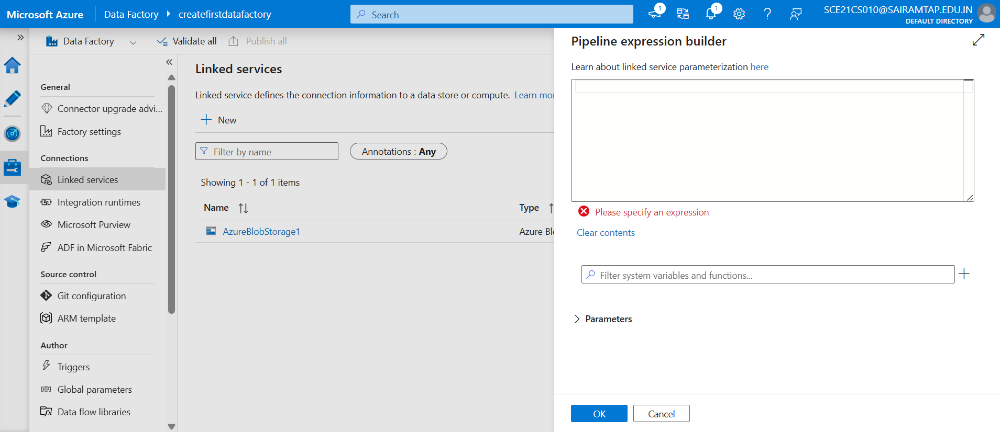 Microsoft Azure
Data Factory
createfirstdatafactory
Search
1
1
SCE21CS010@SAIRAMTAP.EDU.IN
DEFAULT DIRECTORY
Data Factory
Validate all
Publish all
General
Connector upgrade advi...
Factory settings
Connections
Linked services
Integration runtimes
Microsoft Purview
ADF in Microsoft Fabric
Source control
Git configuration
ARM template
Author
Triggers
Global parameters
Data flow libraries
Linked services
Linked service defines the connection information to a data store or compute. Learn mor
New
Filter by name
Annotations : Any
Showing 1 - 1 of 1 items
Name
Type
AzureBlobStorage1
Azure Blo
Pipeline expression builder
Learn about linked service parameterization here
Please specify an expression
Clear contents
Filter system variables and functions...
Parameters
OK
Cancel